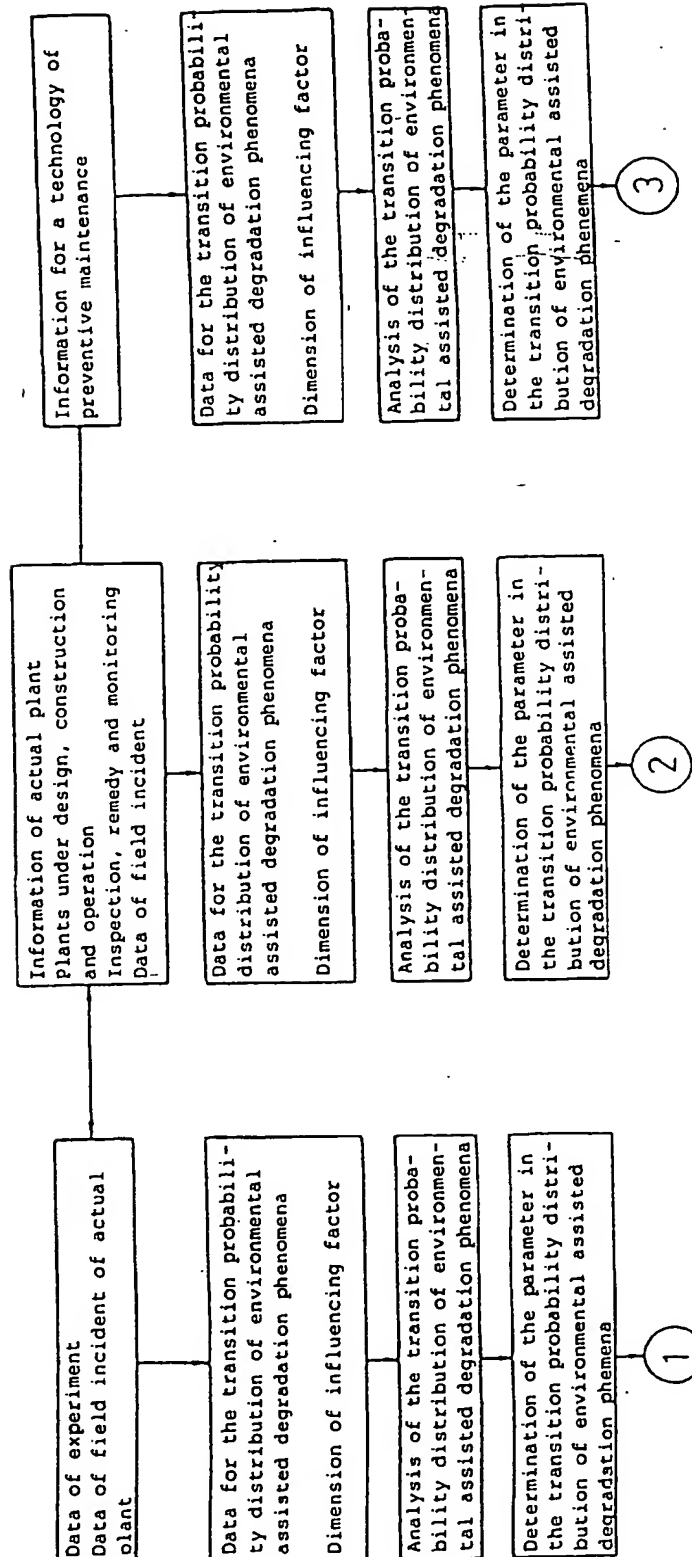 Data of experiment
Data of field incident of actual
plant
Data for the transition probabili-
ty distribution of environmental
assisted degradation phenomena
Dimension of influencing factor
Analysis of the transition proba-
bility distribution of environmen-
tal assisted degradation phenomena
Determination of the parameter in
the transition probability distri-
bution of environmental assisted
degradation phemena
1
Information of actual plant
plants under design, construction
and operation
Inspection, remedy and monitoring
Data of field incident
Data for the transition probability
distribution of environmental
assisted degradation phenomena
Dimension of influencing factor
Analysis of the transition proba-
bility distribution of environmen-
tal assisted degradation phenomena
Determination of the parameter in
the transition probability distri-
bution of environmental assisted
degradation phenomena
2
Information for a technology of
preventive maintenance
Data for the transition probabili-
ty distribution of environmental
assisted degradation phenomena
Dimension of influencing factor
Analysis of the transition proba-
bility distribution of environmen-
tal assisted degradation phenomena
Determination of the parameter in
the transition probability distri-
bution of environmental assisted
degradation phenemena
3